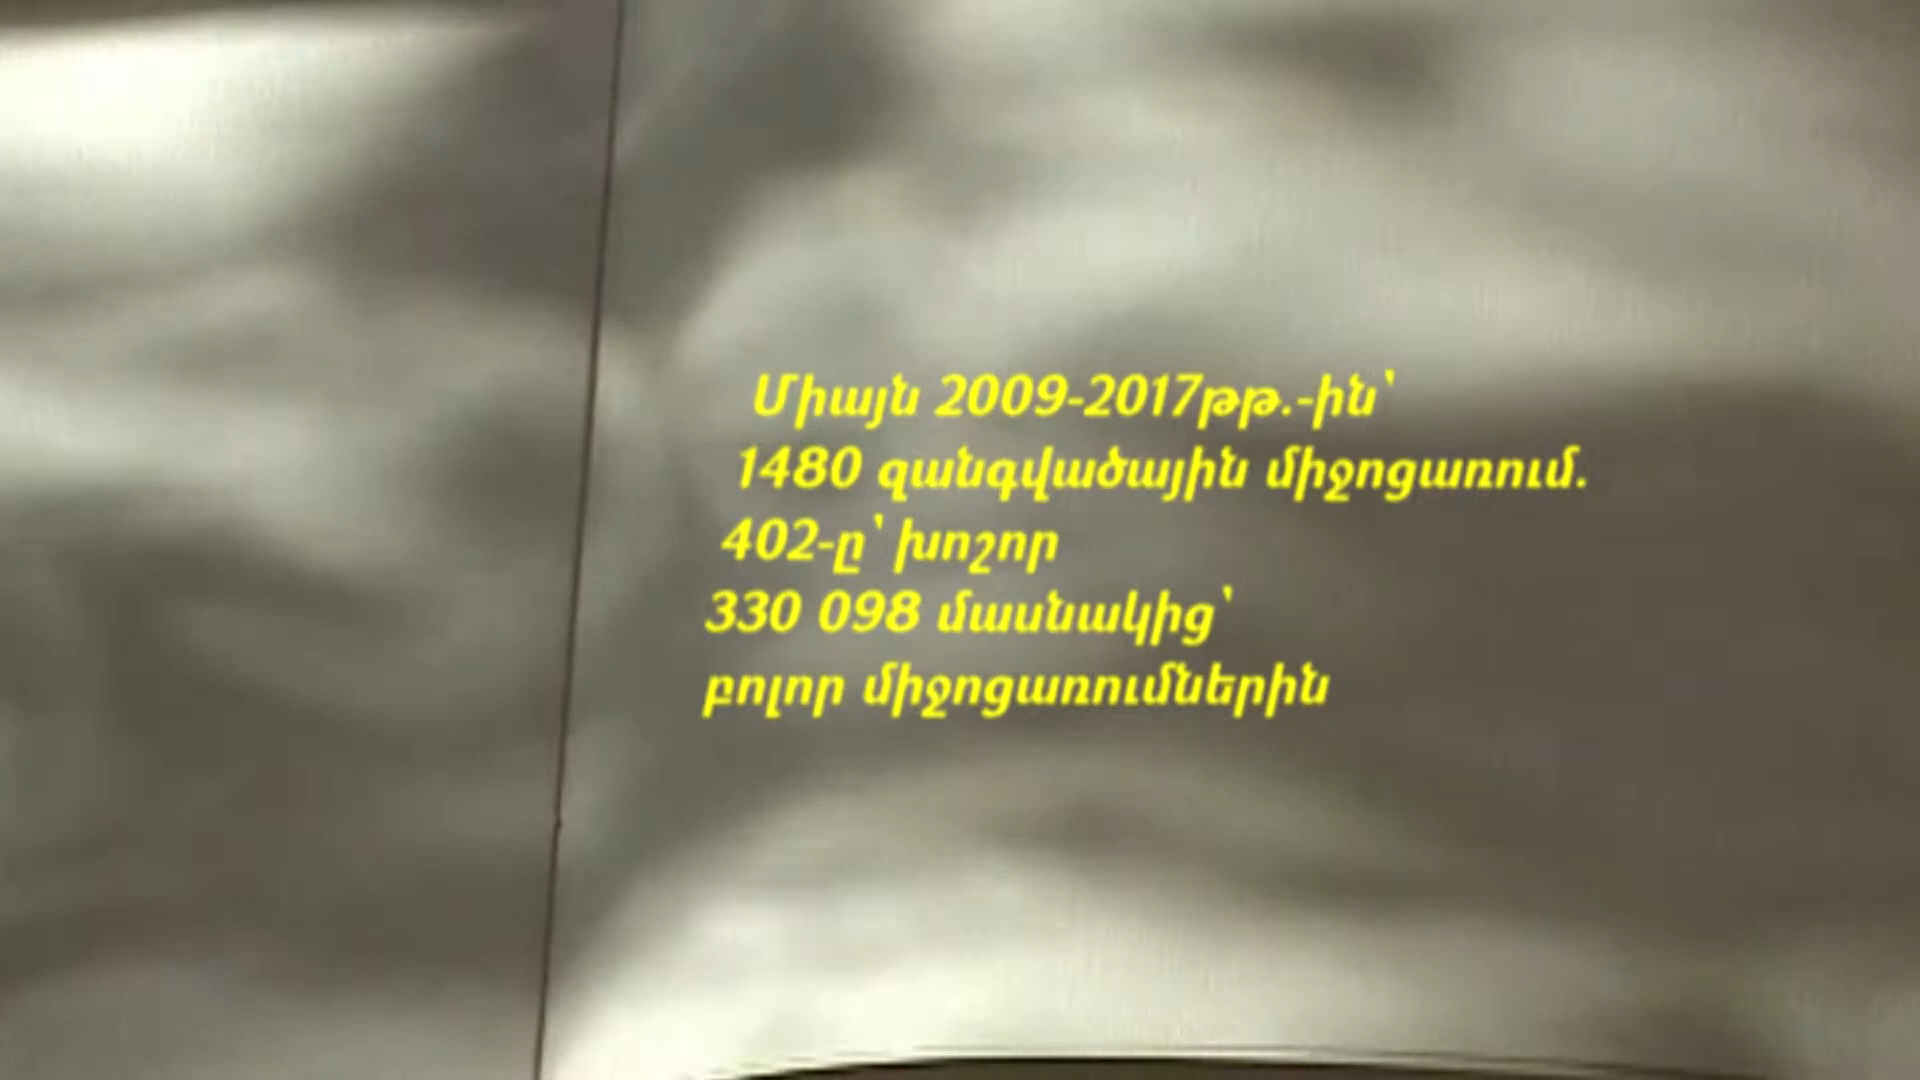 Միայն 2009-2017թթ.-ին՝
1480 զանգվածային միջոցառում.
402-ը՝ խոշոր
330 098 մասնակից՝
բոլոր միջոցառումներին